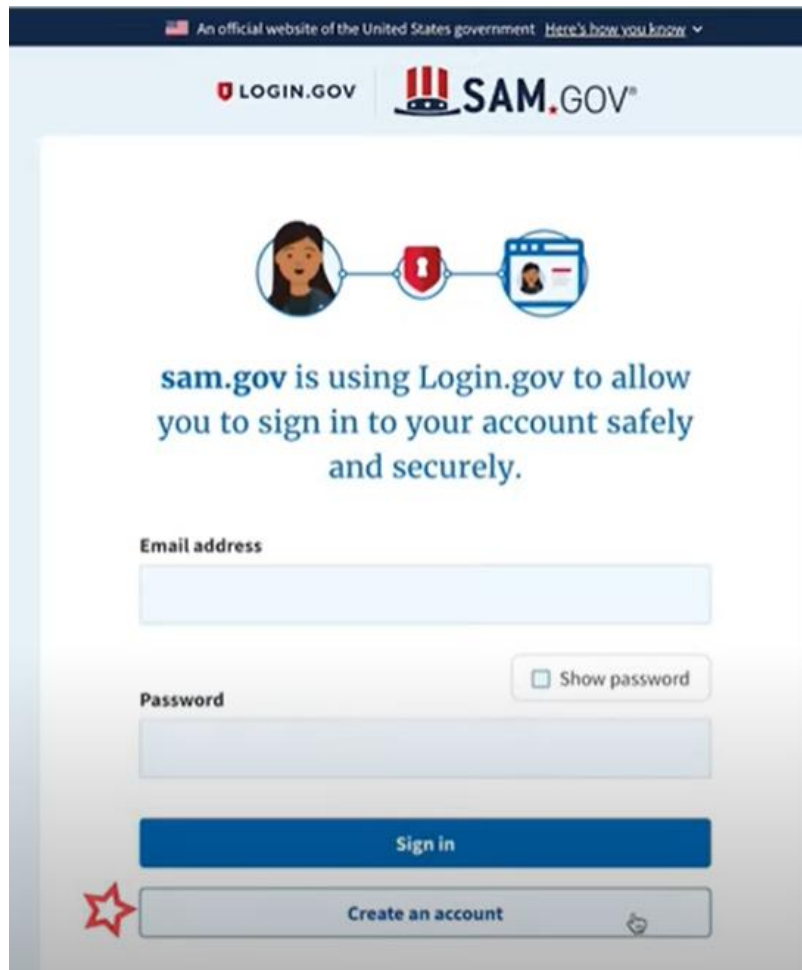 An official website of the United States government Here's how you know
LOGIN.GOV
SAM.GOV®
sam.gov is using Login.gov to allow
you to sign in to your account safely
and securely.
Email address
Show password
Password
Sign in
Create an account